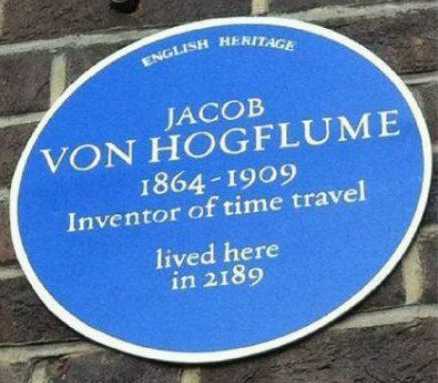 ENGLISH HERITAGE
JACOB
VON HOGFLUME
1864-1909
Inventor of time travel
lived here
in 2189